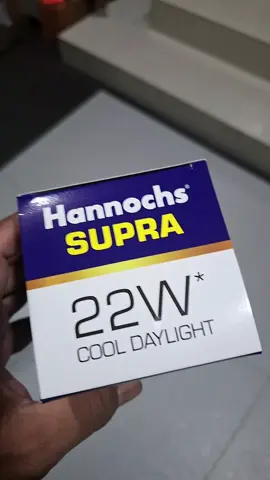 Hannochs®
SUPRA
22W*
COOL DAYLIGHT